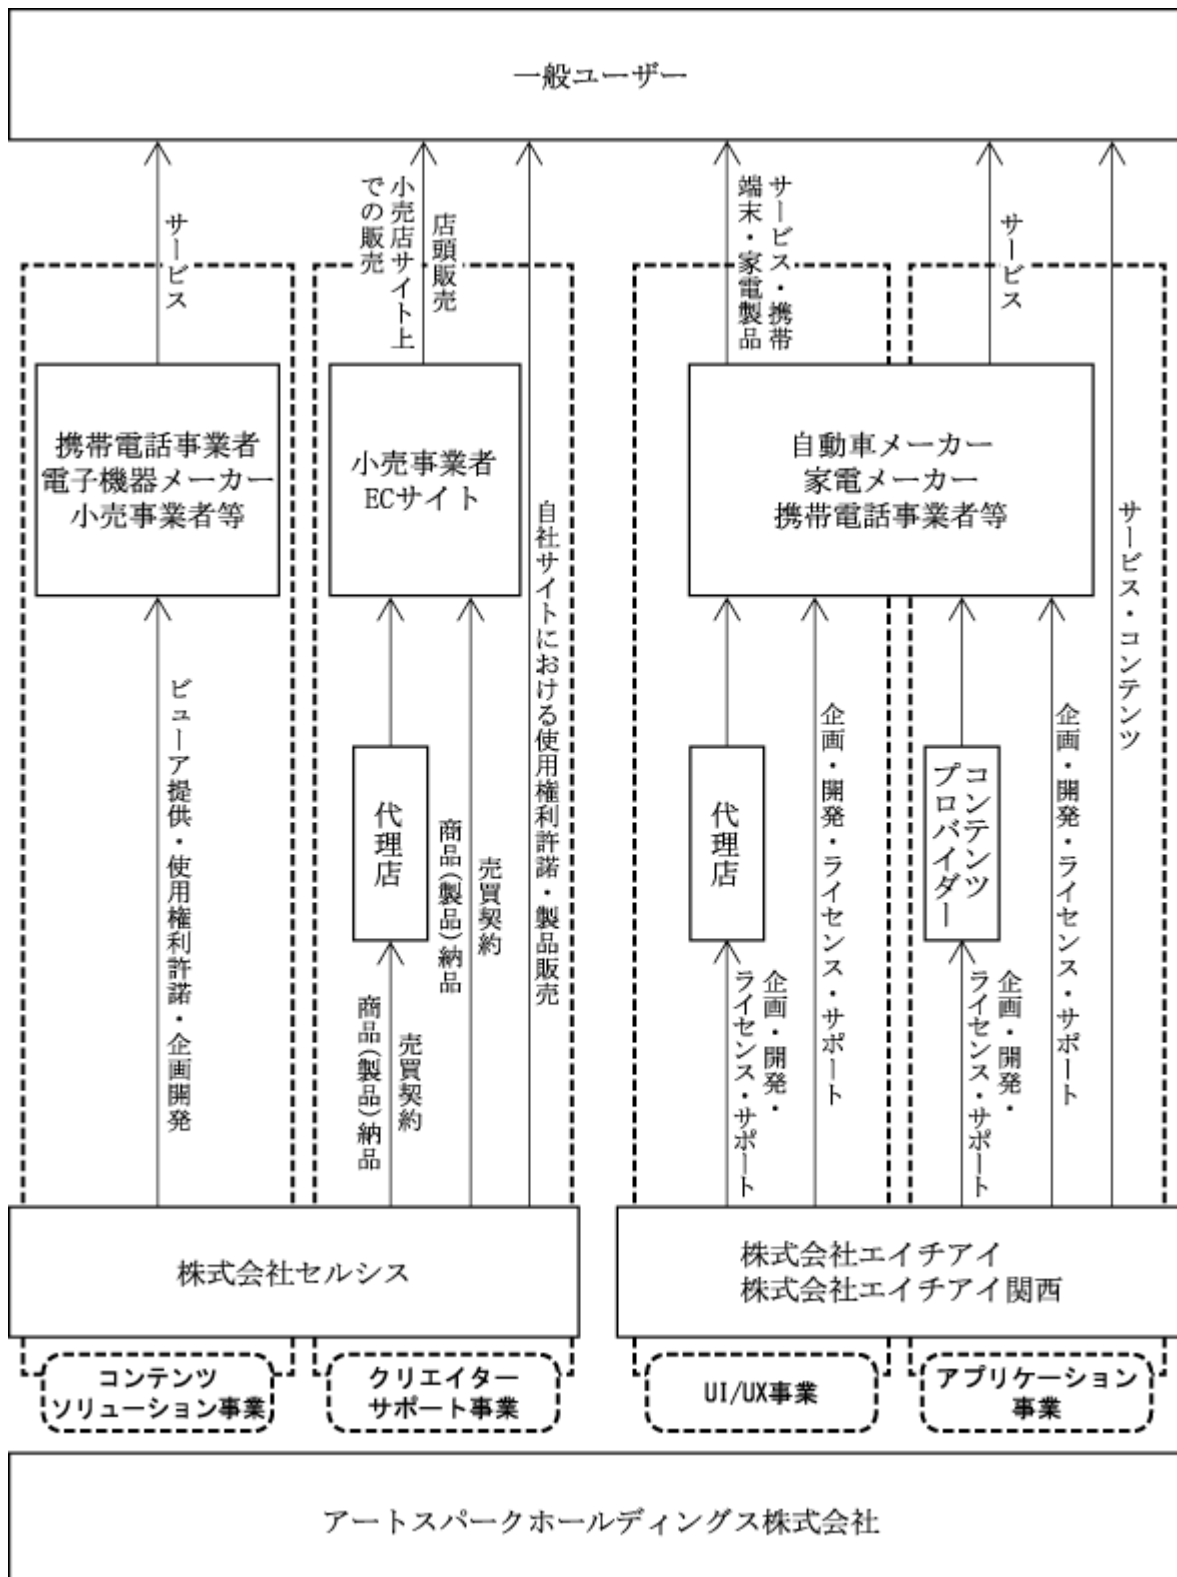 一般ユーザー
サービス
小売店サイト上
での販売
店頭販売
サービス・携帯
端末・家電製品
サービス
携帯電話事業者
電子機器メーカー
小売事業者等
小売事業者
ECサイト
自動車メーカー
家電メーカー
携帯電話事業者等
自社サイトにおける使用権利許諾・製品販売
サービス・コンテンツ
ビューア提供・使用権利許諾・企画開発
代理店
商品(製品)納品
売買契約
商品(製品)納品
売買契約
代理店
企画・開発・ライセンス・サポート
コンテンツ
プロバイダー
企画・開発・ライセンス・サポート
企画・開発・
ライセンス・サポート
企画・開発・
ライセンス・サポート
株式会社セルシス
株式会社エイチアイ
株式会社エイチアイ関西
コンテンツ
ソリューション事業
クリエイター
サポート事業
UI/UX事業
アプリケーション
事業
アートスパークホールディングス株式会社